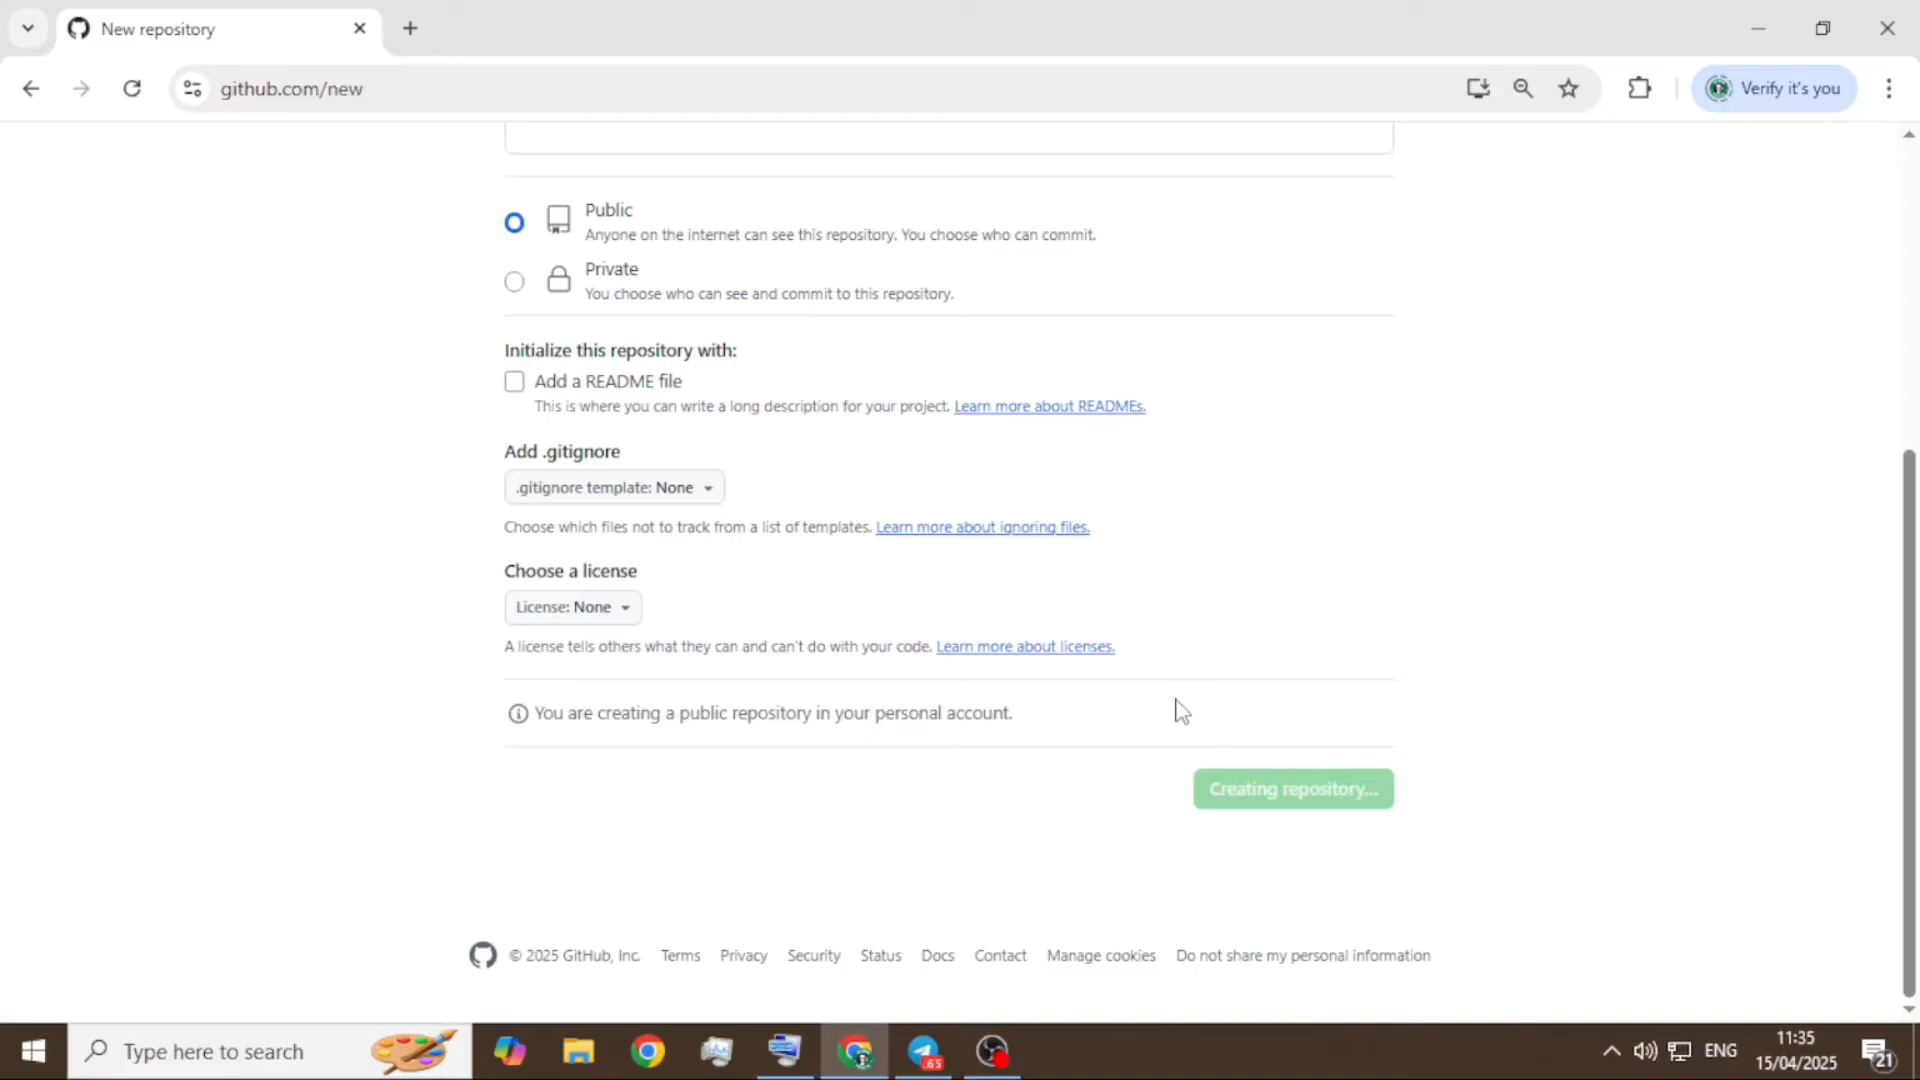 New repository
github.com/new
Verify it's you
Public
Anyone on the internet can see this repository. You choose who can commit.
Private
You choose who can see and commit to this repository.
Initialize this repository with:
Add a README file
This is where you can write a long description for your project. Learn more about READMEs.
Add .gitignore
.gitignore template: None
Choose which files not to track from a list of templates. Learn more about ignoring files.
Choose a license
License: None
A license tells others what they can and can't do with your code. Learn more about licenses.
You are creating a public repository in your personal account.
Creating repository...
© 2025 GitHub, Inc. Terms Privacy Security Status Docs Contact Manage cookies Do not share my personal information
Type here to search
65
ENG
11:35
15/04/2025
21